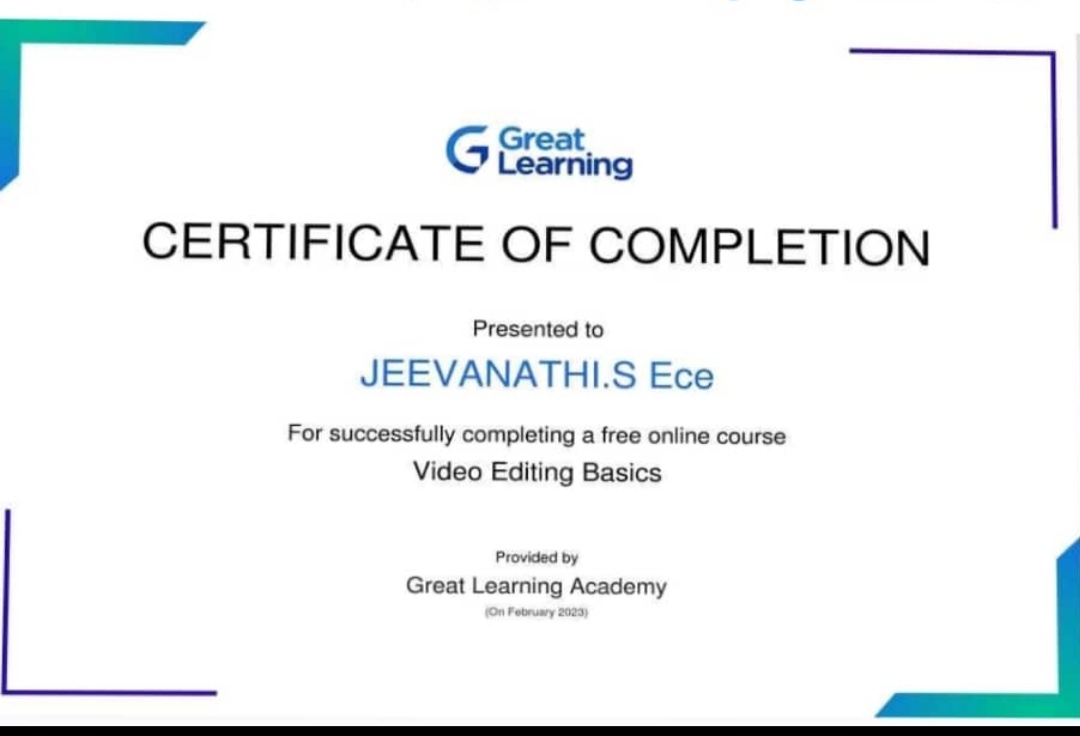 Great
Learning
CERTIFICATE OF COMPLETION
Presented to
JEEVANATHI.S Ece
For successfully completing a free online course
Video Editing Basics
Provided by
Great Learning Academy
(On February 2023)